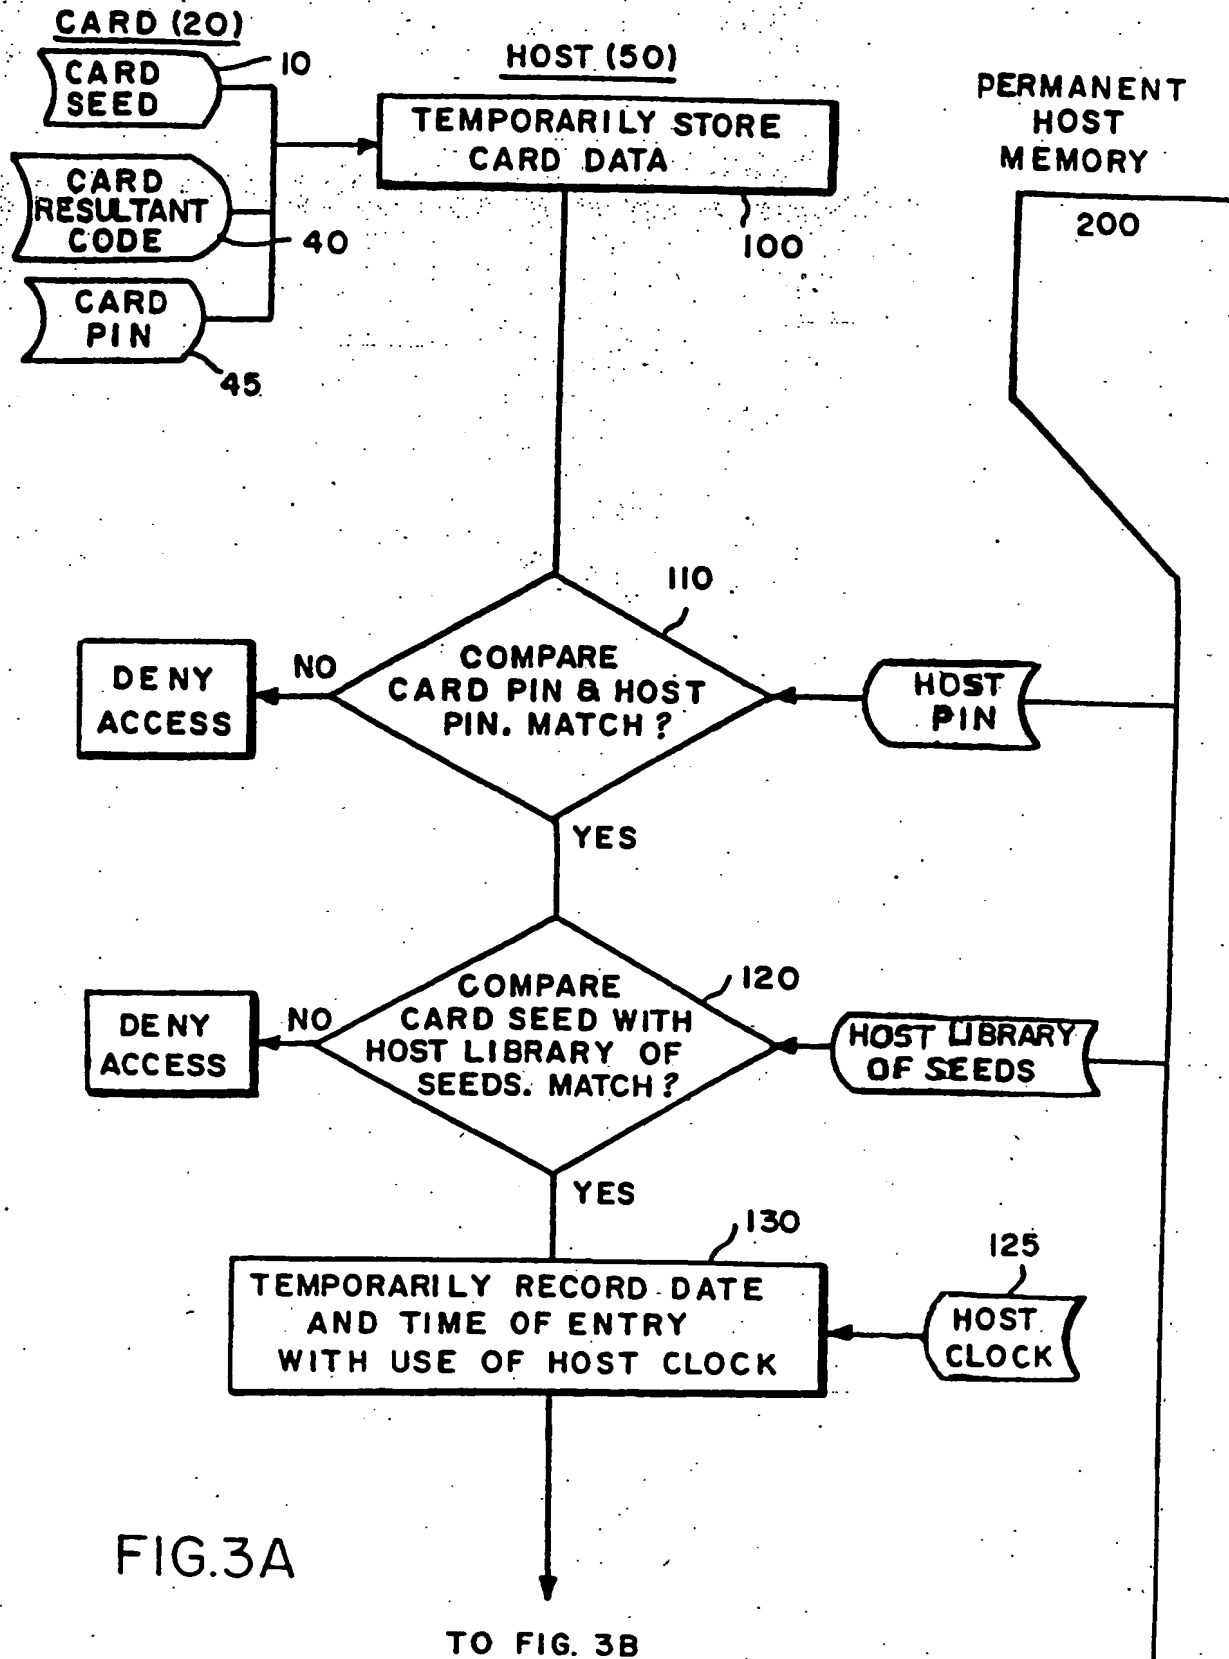 CARD (20)
CARD
SEED
10
CARD
RESULTANT
CODE
40
CARD
PIN
45
HOST (50)
TEMPORARILY STORE
CARD DATA
100
PERMANENT
HOST
MEMORY
200
110
COMPARE
CARD PIN & HOST
PIN. MATCH ?
NO
DENY
ACCESS
HOST
PIN
YES
120
COMPARE
CARD SEED WITH
HOST LIBRARY OF
SEEDS. MATCH ?
NO
DENY
ACCESS
HOST LIBRARY
OF SEEDS
YES
130
TEMPORARILY RECORD DATE
AND TIME OF ENTRY
WITH USE OF HOST CLOCK
125
HOST
CLOCK
FIG.3A
TO FIG. 3B